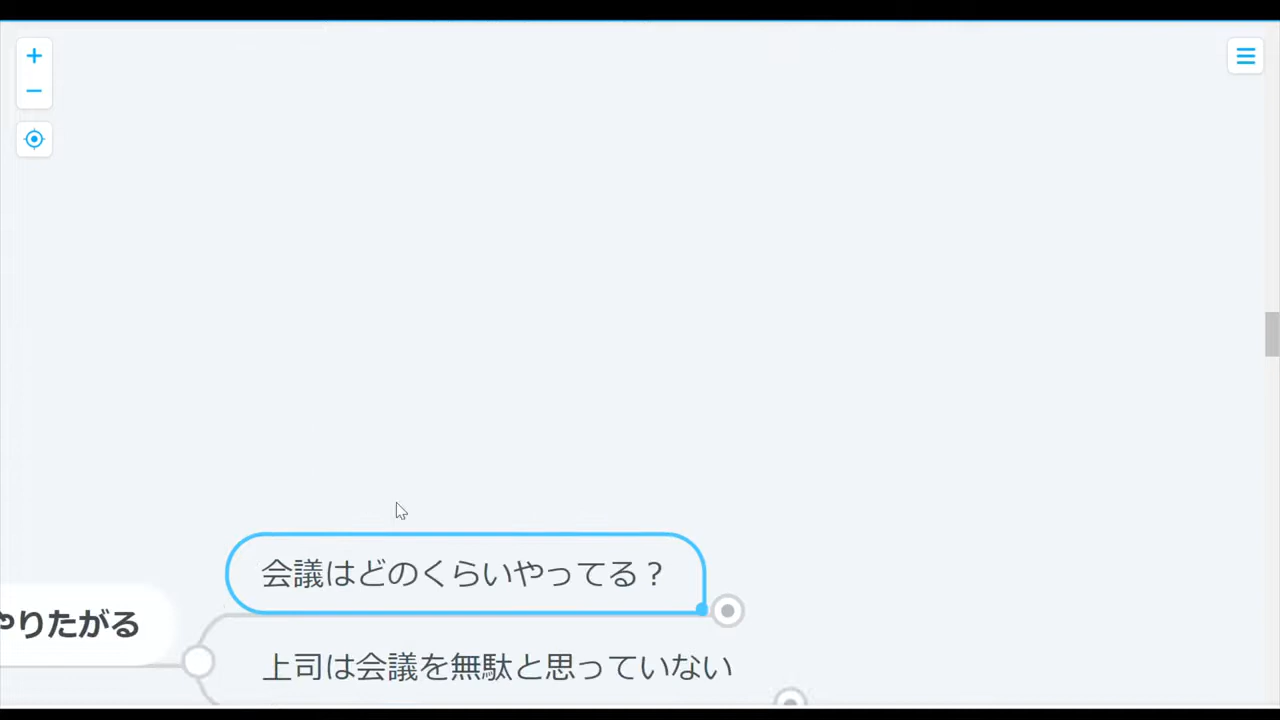 会議はどのくらいやってる？
やりたがる
上司は会議を無駄と思っていない